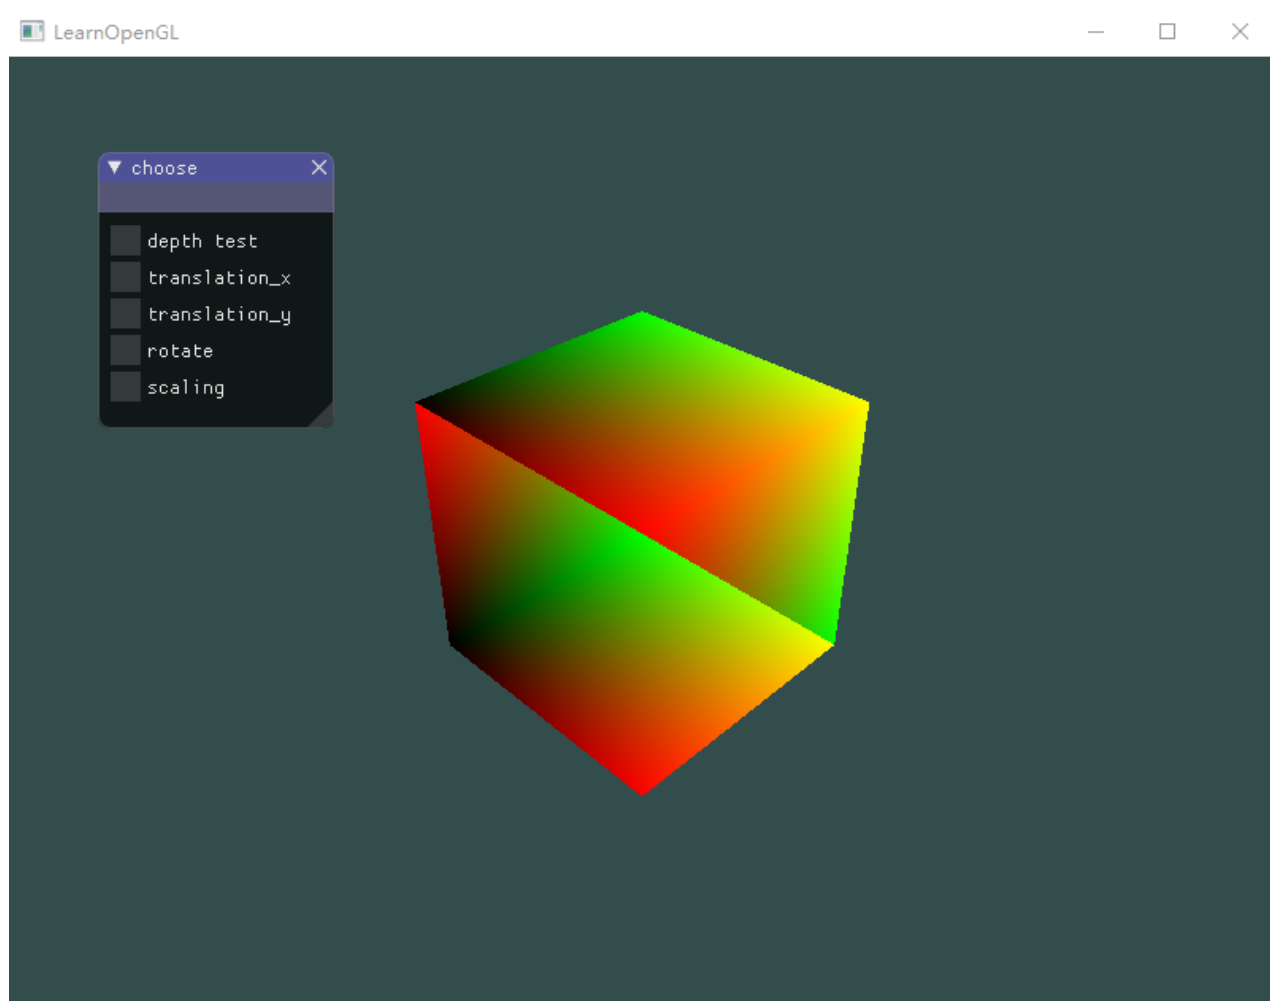 LearnOpenGL
choose
depth test
translation_x
translation_y
rotate
scaling